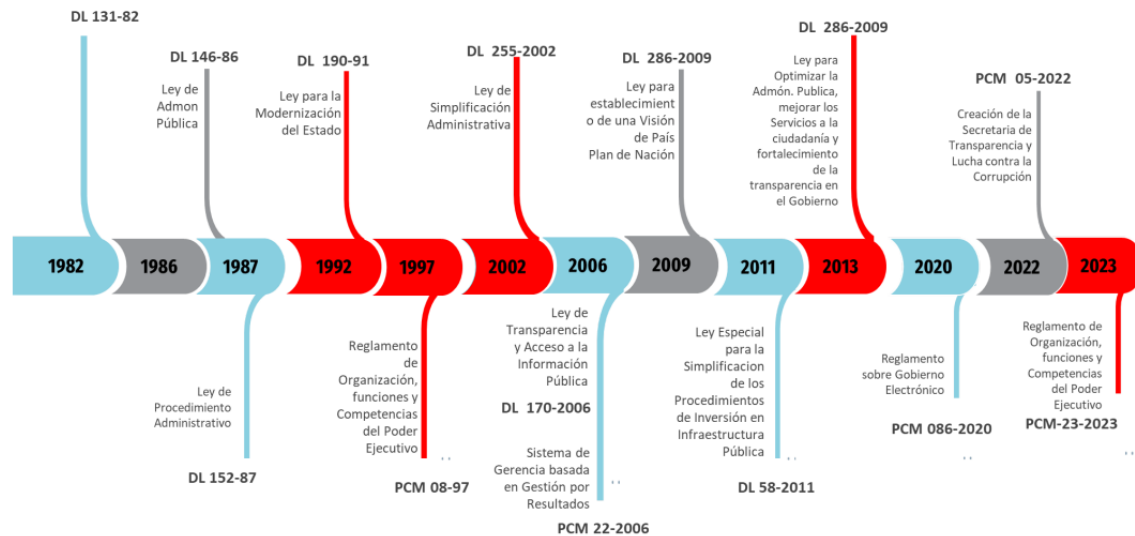 DL 131-82
DL 146-86
Ley de
Admon
Pública
DL 190-91
Ley para la
Modernización
del Estado
DL 255-2002
Ley de
Simplificación
Administrativa
DL 286-2009
Ley para
establecimient
o de una Visión
de País
Plan de Nación
DL 286-2009
Ley para
Optimizar la
Admón. Publica,
mejorar los
Servicios a la
ciudadanía y
fortalecimiento
de la
transparencia en
el Gobierno
PCM 05-2022
Creación de la
Secretaria de
Transparencia y
Lucha contra la
Corrupción
1982
1986
1987
1992
1997
2002
2006
2009
2011
2013
2020
2022
2023
Ley de
Procedimiento
Administrativo
DL 152-87
Reglamento
de
Organización,
funciones y
Competencias
del Poder
Ejecutivo
PCM 08-97
Ley de
Transparencia
y Acceso a la
Información
Pública
DL 170-2006
Sistema de
Gerencia basada
en Gestión por
Resultados
PCM 22-2006
Ley Especial
para la
Simplificacion
de los
Procedimientos
de Inversión en
Infraestructura
Pública
DL 58-2011
Reglamento
sobre Gobierno
Electrónico
PCM 086-2020
Reglamento de
Organización,
funciones y
Competencias
del Poder
Ejecutivo
PCM-23-2023